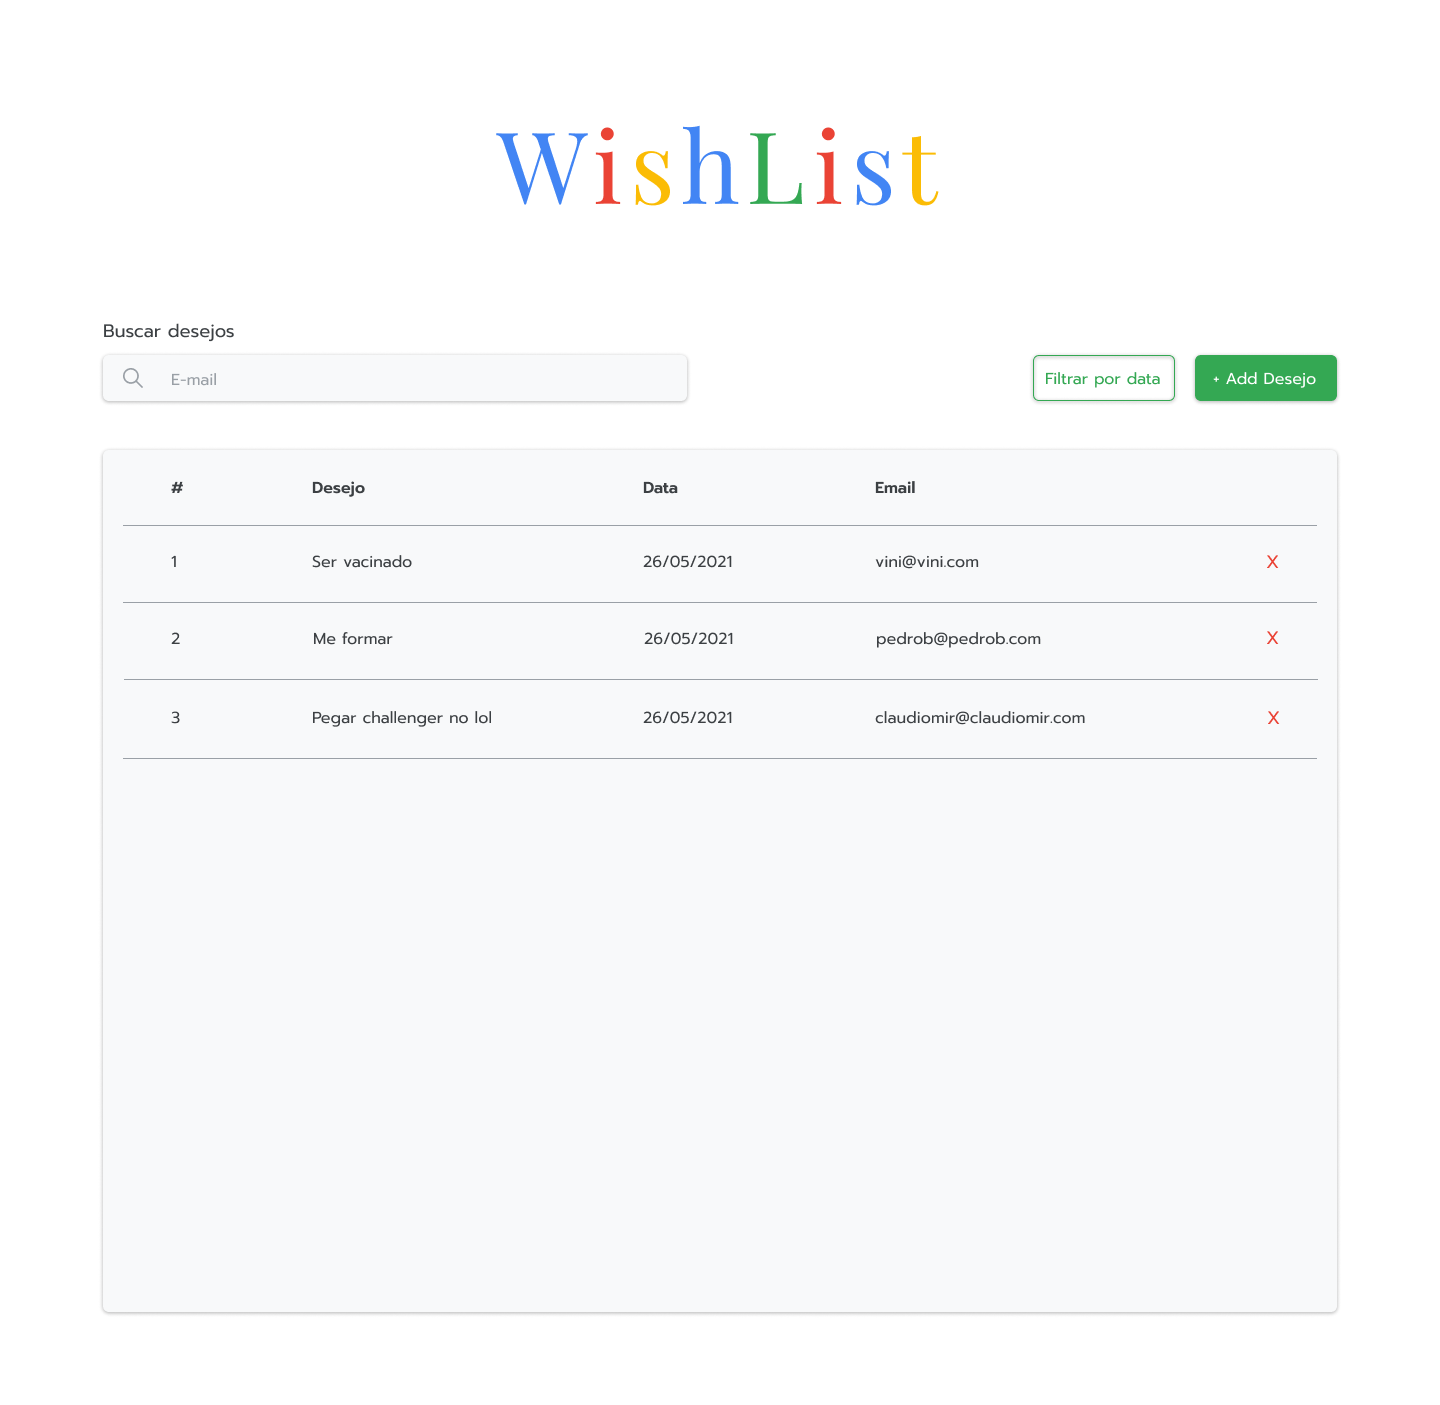 WishList
Buscar desejos
E-mail
Filtrar por data
+ Add Desejo
# Desejo Data Email
1 Ser vacinado 26/05/2021 vini@vini.com X
2 Me formar 26/05/2021 pedrob@pedrob.com X
3 Pegar challenger no lol 26/05/2021 claudiomir@claudiomir.com X